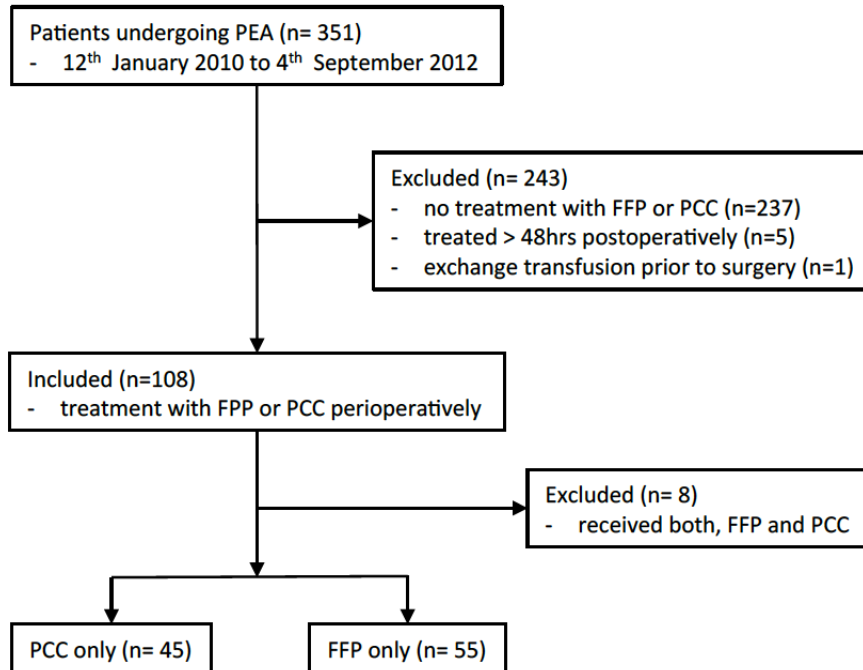 Patients undergoing PEA (n= 351)
- 12th January 2010 to 4th September 2012
Excluded (n= 243)
- no treatment with FFP or PCC (n=237)
- treated > 48hrs postoperatively (n=5)
- exchange transfusion prior to surgery (n=1)
Included (n=108)
- treatment with FPP or PCC perioperatively
Excluded (n= 8)
- received both, FFP and PCC
PCC only (n= 45)
FFP only (n= 55)